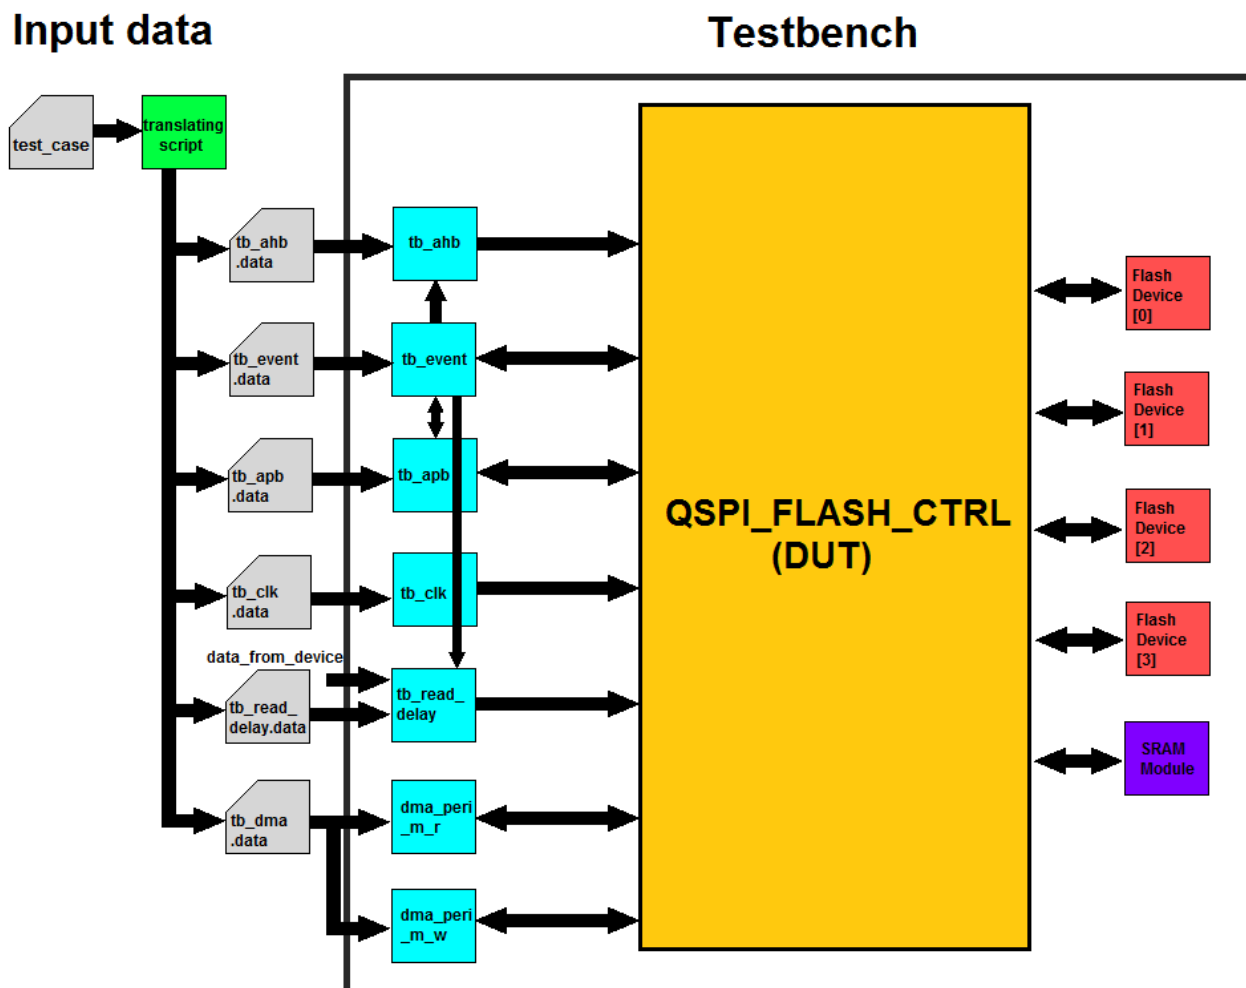 Input data
Testbench
test_case
translating
script
tb_ahb
.data
tb_ahb
tb_event
.data
tb_event
tb_apb
.data
tb_apb
tb_clk
.data
tb_clk
data_from_device
tb_read_
delay.data
tb_read_
delay
tb_dma
.data
dma_peri
_m_r
dma_peri
_m_w
QSPI_FLASH_CTRL
(DUT)
Flash
Device
[0]
Flash
Device
[1]
Flash
Device
[2]
Flash
Device
[3]
SRAM
Module